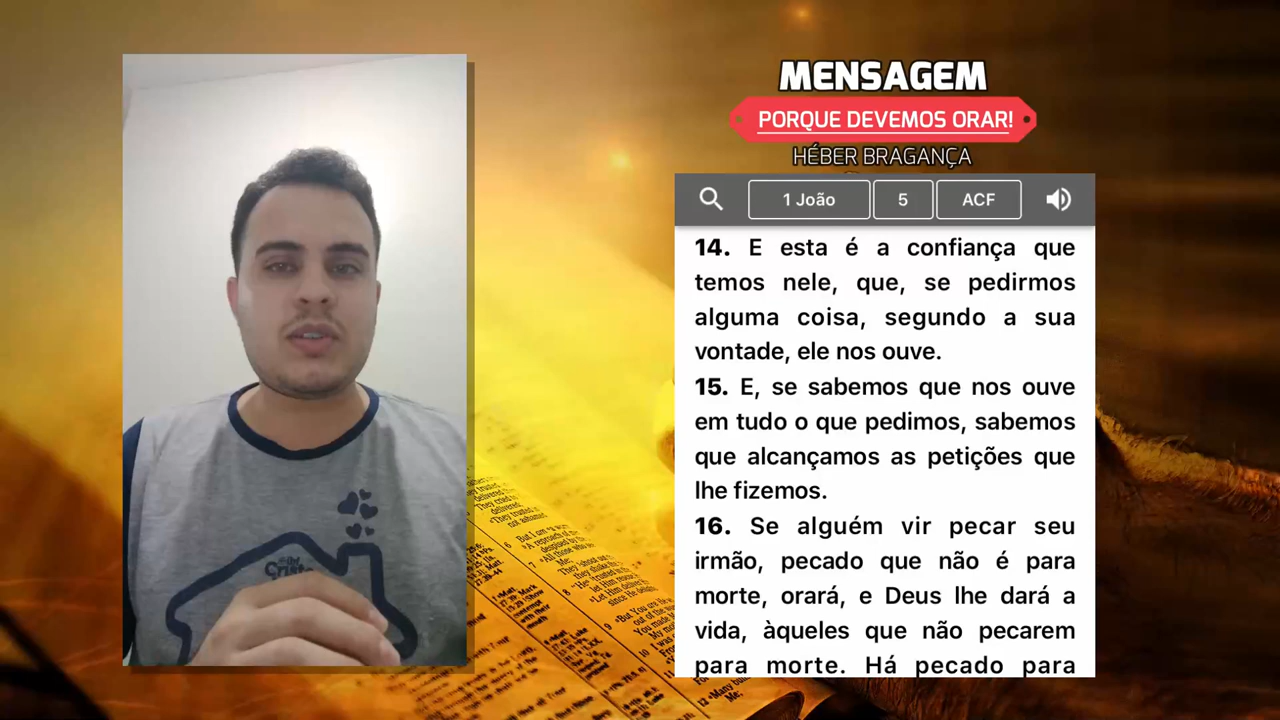 MENSAGEM
PORQUE DEVEMOS ORAR!
HÉBER BRAGANÇA
1 João 5 ACF
14. E esta é a confiança que
temos nele, que, se pedirmos
alguma coisa, segundo a sua
vontade, ele nos ouve.
15. E, se sabemos que nos ouve
em tudo o que pedimos, sabemos
que alcançamos as petições que
lhe fizemos.
16. Se alguém vir pecar seu
irmão, pecado que não é para
morte, orará, e Deus lhe dará a
vida, àqueles que não pecarem
para morte. Há pecado para